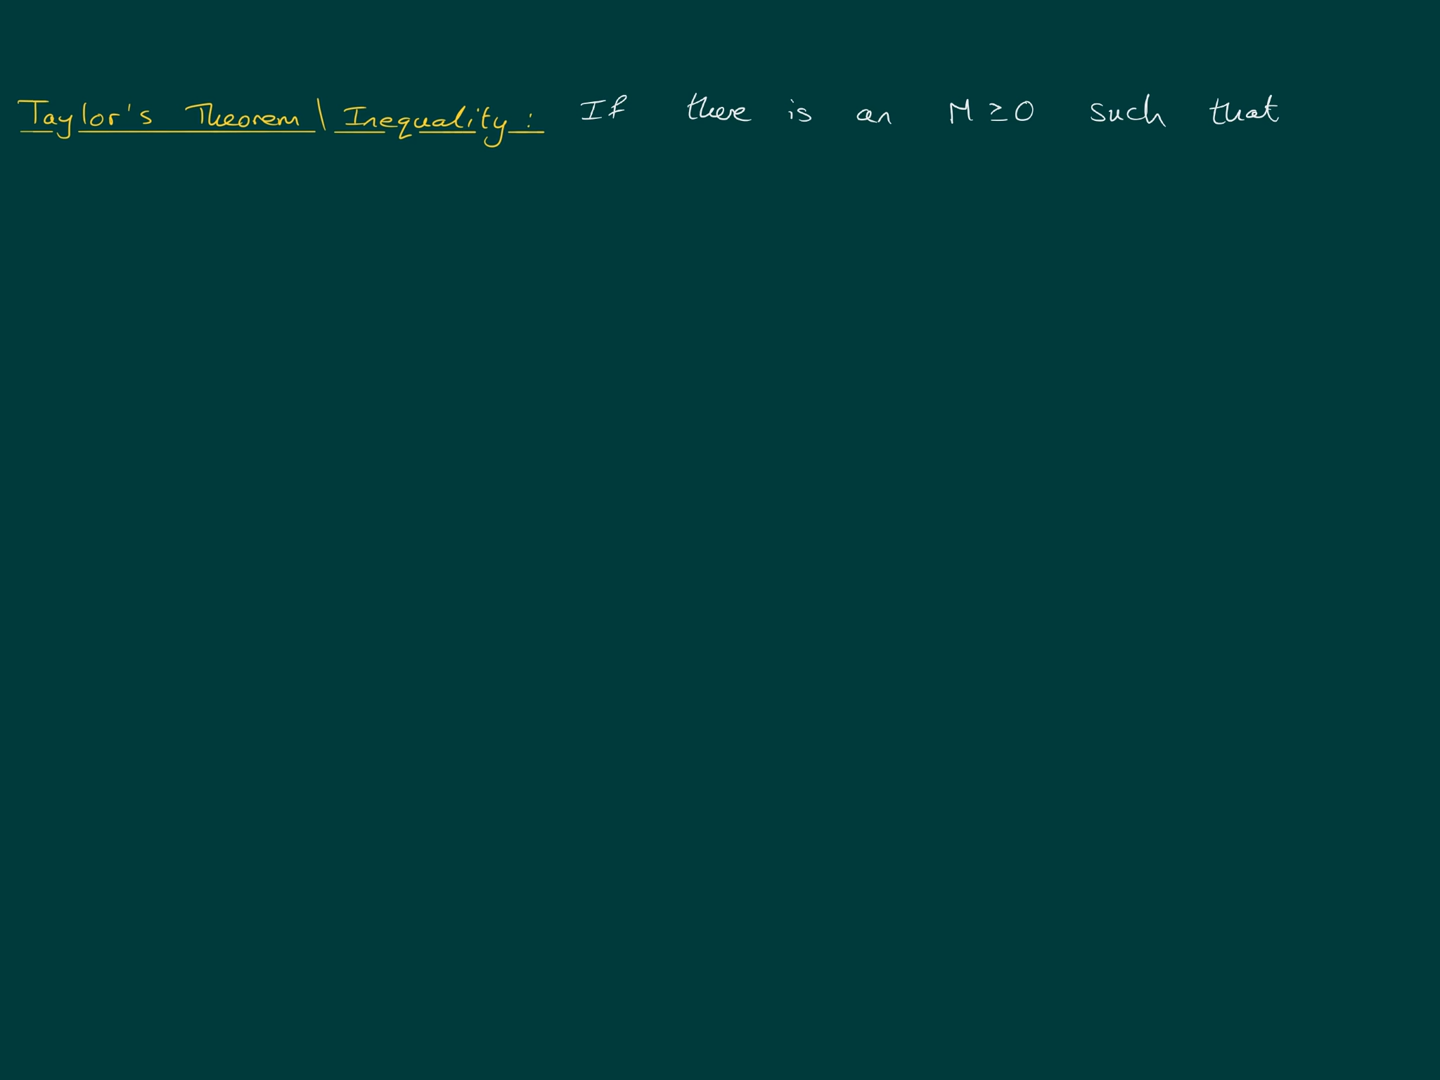 Taylor's Theorem \ Inequality: If there is an M ≥ 0 such that